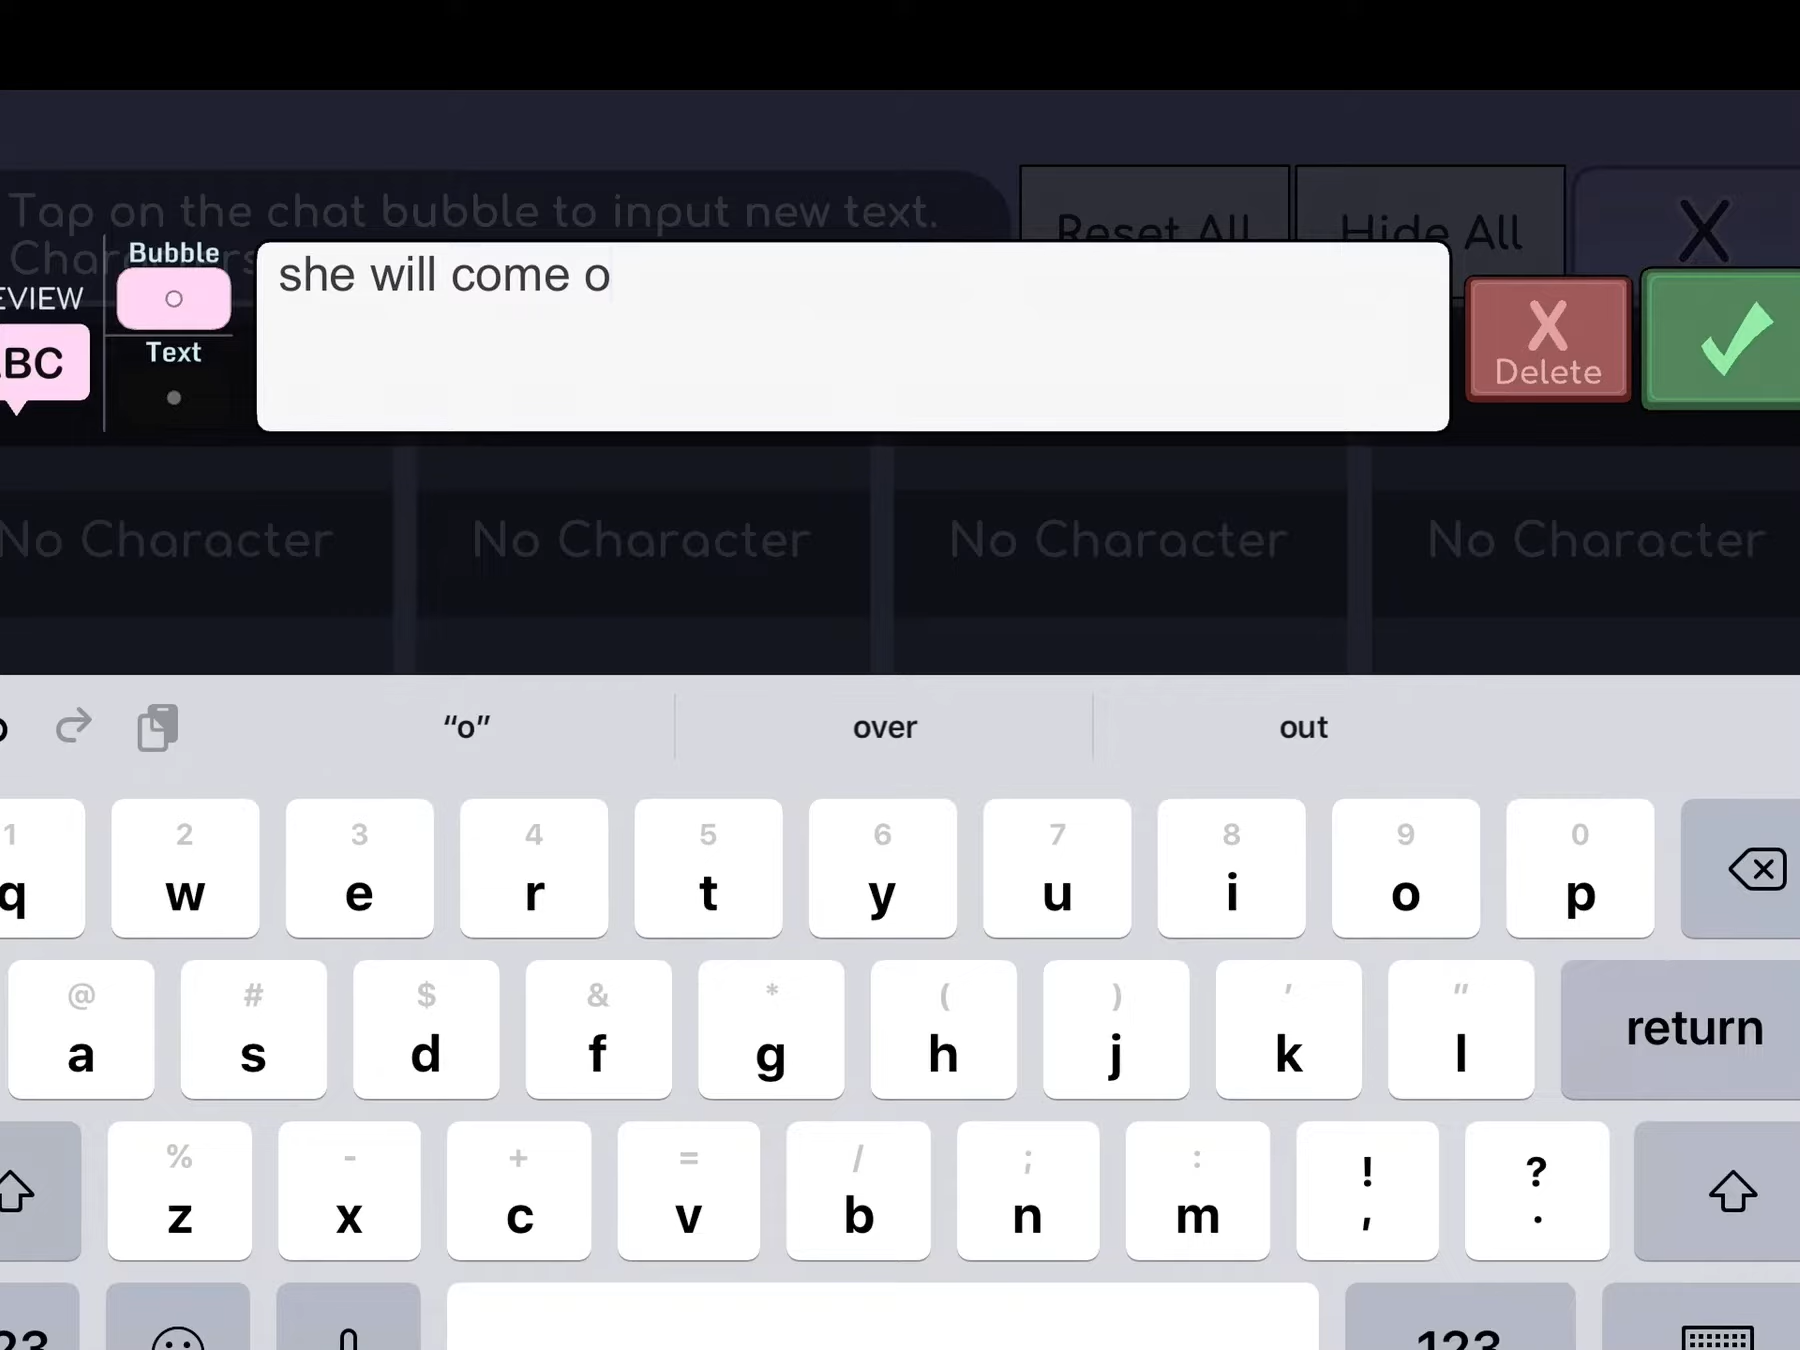 Tap on the chat bubble to input new text.
Reset All
Hide All
X
Characters
Bubble
EVIEW
she will come o
X
Delete
Text
BC
No Character
No Character
No Character
No Character
“o”
over
out
1 2 3 4 5 6 7 8 9 0
q w e r t y u i o p
@ # $ & * ( ) ' "
a s d f g h j k l
return
% - + = / ; : ! ?
z x c v b n m , .
23
123